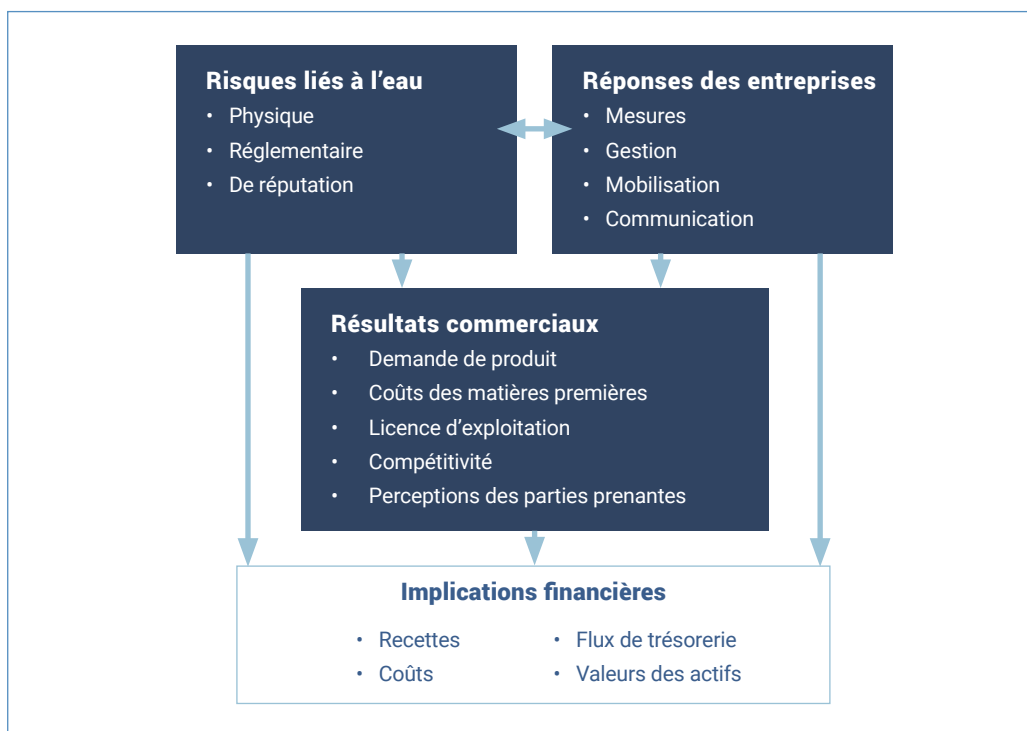 Risques liés à l’eau
• Physique
• Réglementaire
• De réputation
Réponses des entreprises
• Mesures
• Gestion
• Mobilisation
• Communication
Résultats commerciaux
• Demande de produit
• Coûts des matières premières
• Licence d’exploitation
• Compétitivité
• Perceptions des parties prenantes
Implications financières
• Recettes
• Coûts
• Flux de trésorerie
• Valeurs des actifs